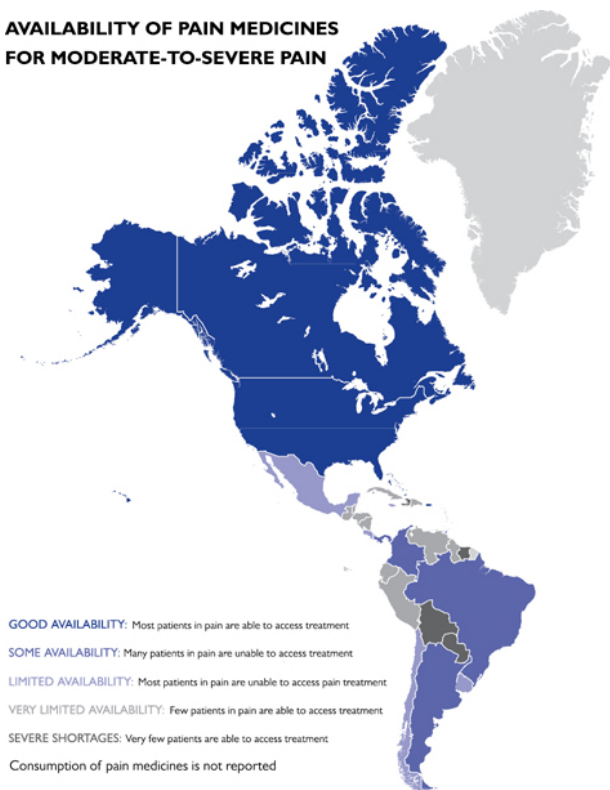 AVAILABILITY OF PAIN MEDICINES
FOR MODERATE-TO-SEVERE PAIN
GOOD AVAILABILITY: Most patients in pain are able to access treatment
SOME AVAILABILITY: Many patients in pain are unable to access treatment
LIMITED AVAILABILITY: Most patients in pain are unable to access pain treatment
VERY LIMITED AVAILABILITY: Few patients in pain are able to access treatment
SEVERE SHORTAGES: Very few patients are able to access treatment
Consumption of pain medicines is not reported